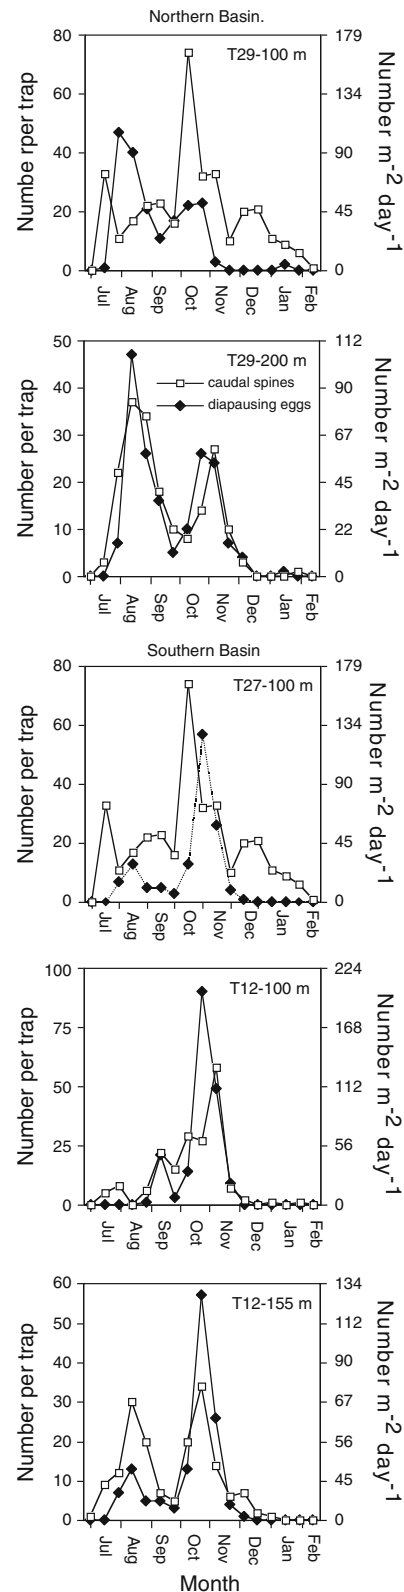 Northern Basin.
T29-100 m
Numbe rper trap
80
60
40
20
0
179
134
90
45
0
Number m-2 day-1
Jul Aug Sep Oct Nov Dec Jan Feb
T29-200 m
caudal spines
diapausing eggs
Number per trap
50
40
30
20
10
0
112
90
67
45
22
0
Number m-2 day-1
Jul Aug Sep Oct Nov Dec Jan Feb
Southern Basin
T27-100 m
Number per trap
80
60
40
20
0
179
134
90
45
0
Number m-2 day-1
Jul Aug Sep Oct Nov Dec Jan Feb
T12-100 m
Number per trap
100
75
50
25
0
224
168
112
56
0
Number m-2 day-1
Jul Aug Sep Oct Nov Dec Jan Feb
T12-155 m
Number per trap
60
50
40
30
20
10
0
134
112
90
67
56
45
0
Number m-2 day-1
Jul Aug Sep Oct Nov Dec Jan Feb
Month